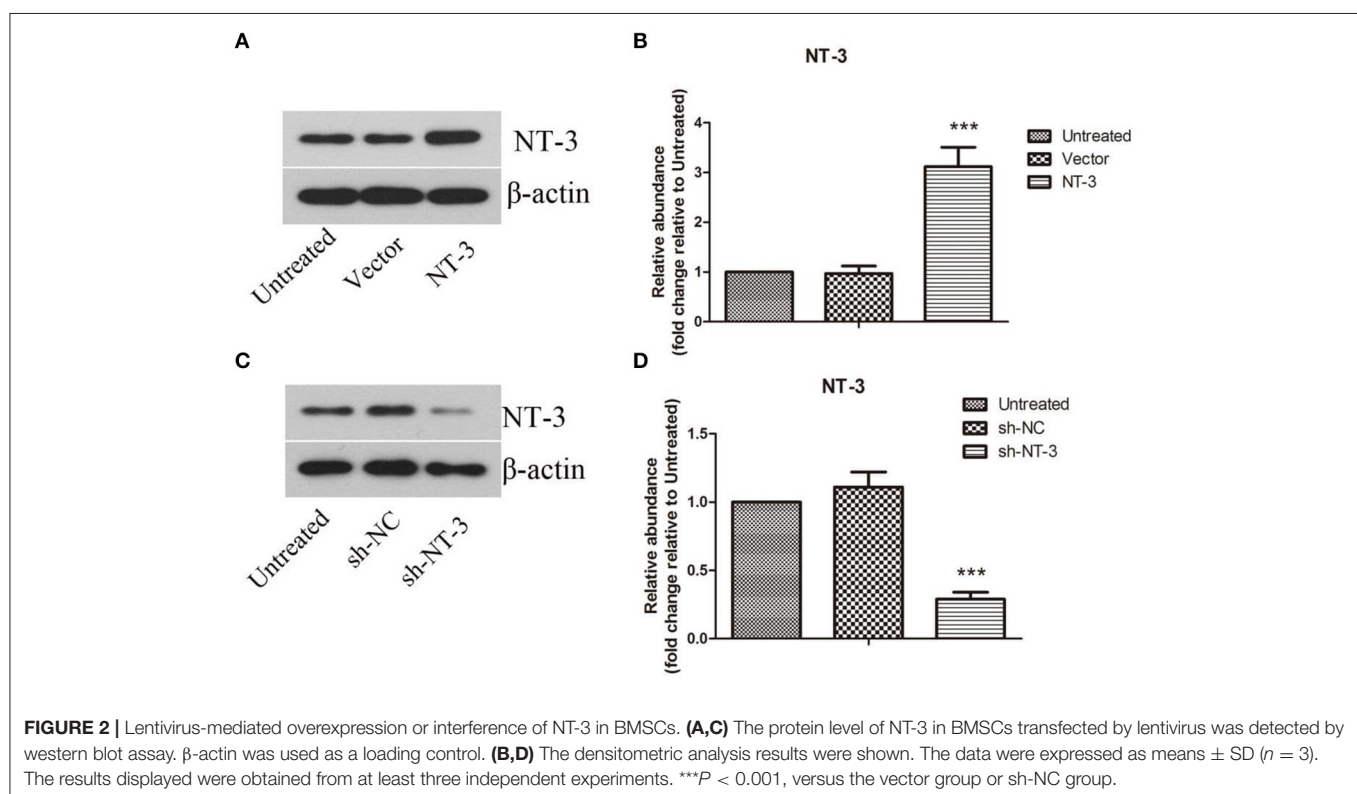 A
NT-3
β-actin
Untreated
Vector
NT-3
B
NT-3
Relative abundance
(fold change relative to Untreated)
4
3
2
1
0
***
Untreated
Vector
NT-3
C
NT-3
β-actin
Untreated
sh-NC
sh-NT-3
D
NT-3
Relative abundance
(fold change relative to Untreated)
1.5
1.0
0.5
0.0
***
Untreated
sh-NC
sh-NT-3
FIGURE 2 | Lentivirus-mediated overexpression or interference of NT-3 in BMSCs. (A,C) The protein level of NT-3 in BMSCs transfected by lentivirus was detected by
western blot assay. β-actin was used as a loading control. (B,D) The densitometric analysis results were shown. The data were expressed as means ± SD (n = 3).
The results displayed were obtained from at least three independent experiments. ***P < 0.001, versus the vector group or sh-NC group.